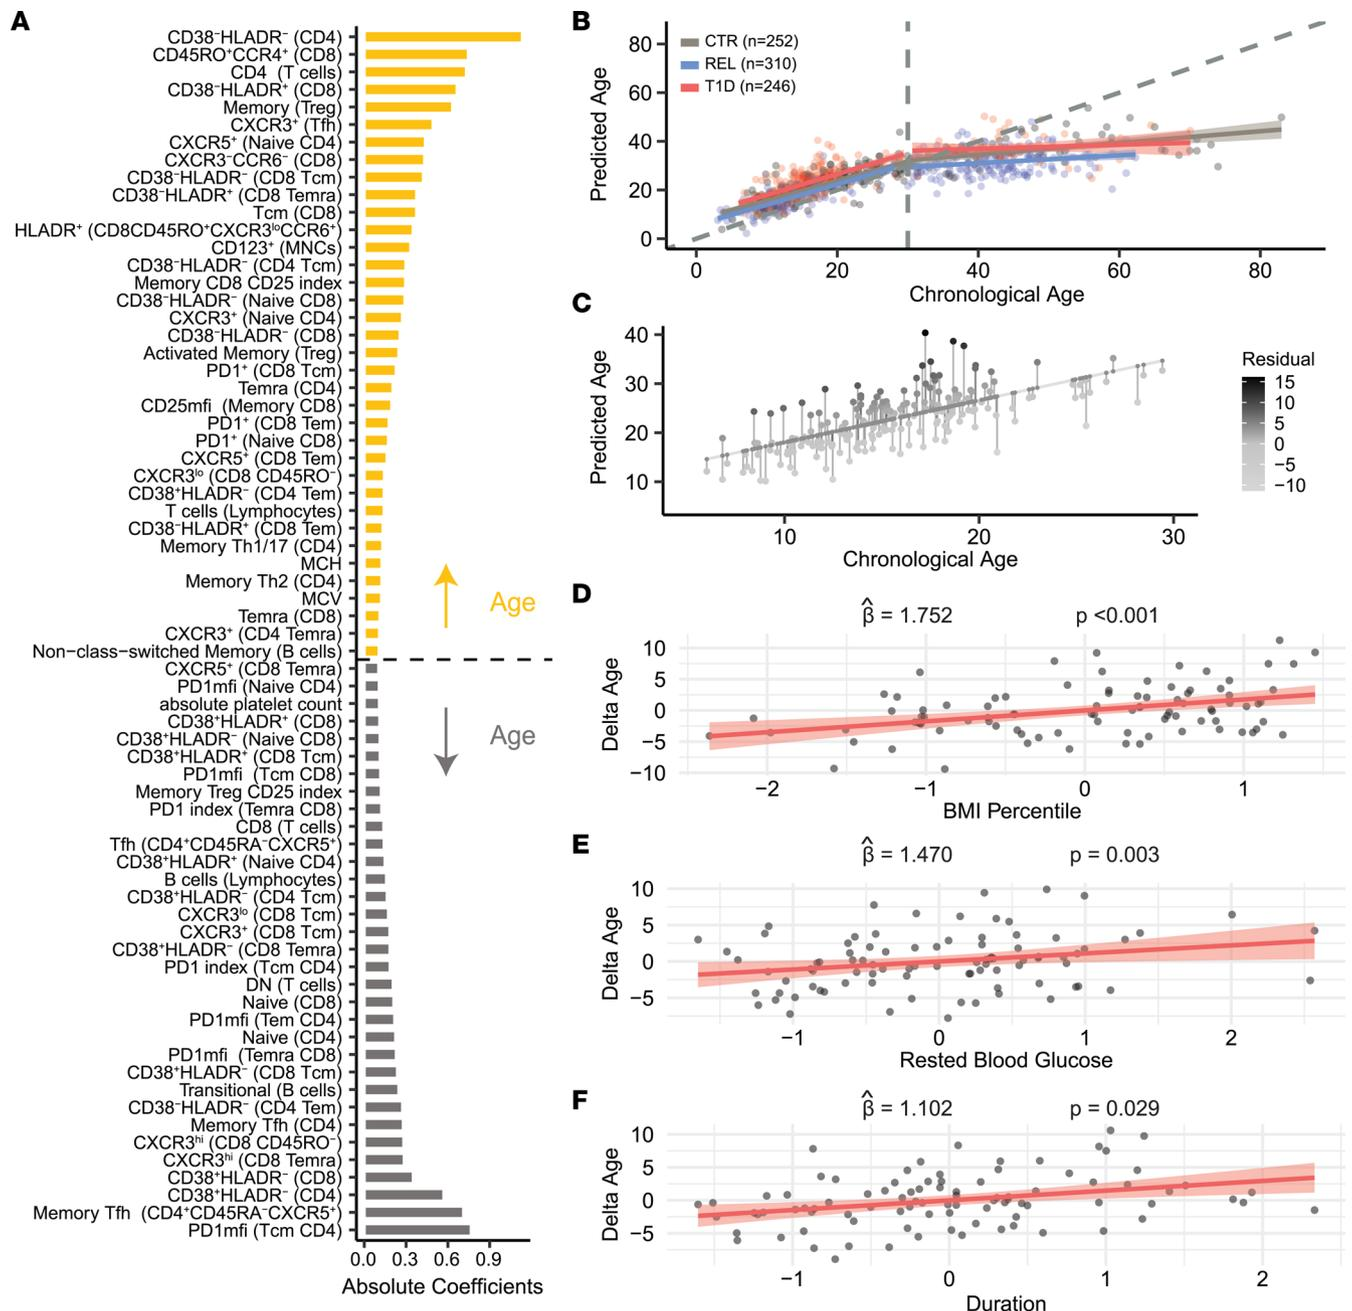 A
CD38⁻HLADR⁻ (CD4)
CD45RO⁺CCR4⁺ (CD8)
CD4 (T cells)
CD38⁻HLADR⁺ (CD8)
Memory (Treg)
CXCR3⁺ (Tfh)
CXCR5⁺ (Naive CD4)
CXCR3⁻CCR6⁻ (CD8)
CD38⁻HLADR⁻ (CD8 Tcm)
CD38⁻HLADR⁺ (CD8 Temra)
Tcm (CD8)
HLADR⁺ (CD8CD45RO⁺CXCR3ˡᵒCCR6⁺)
CD123⁺ (MNCs)
CD38⁻HLADR⁻ (CD4 Tcm)
Memory CD8 CD25 index
CD38⁻HLADR⁻ (Naive CD8)
CXCR3⁺ (Naive CD4)
CD38⁻HLADR⁻ (CD8)
Activated Memory (Treg)
PD1⁺ (CD8 Tcm)
Temra (CD4)
CD25mfi (Memory CD8)
PD1⁺ (CD8 Tem)
PD1⁺ (Naive CD8)
CXCR5⁺ (CD8 Tem)
CXCR3ˡᵒ (CD8 CD45RO⁻)
CD38⁺HLADR⁻ (CD4 Tem)
T cells (Lymphocytes)
CD38⁻HLADR⁺ (CD8 Tem)
Memory Th1/17 (CD4)
MCH
Memory Th2 (CD4)
MCV
Temra (CD8)
CXCR3⁺ (CD4 Temra)
Non−class−switched Memory (B cells)
CXCR5⁺ (CD8 Temra)
PD1mfi (Naive CD4)
absolute platelet count
CD38⁺HLADR⁺ (CD8)
CD38⁺HLADR⁻ (Naive CD8)
CD38⁺HLADR⁺ (CD8 Tcm)
PD1mfi (Tcm CD8)
Memory Treg CD25 index
PD1 index (Temra CD8)
CD8 (T cells)
Tfh (CD4⁺CD45RA⁻CXCR5⁺)
CD38⁺HLADR⁺ (Naive CD4)
B cells (Lymphocytes)
CD38⁺HLADR⁻ (CD4 Tcm)
CXCR3ˡᵒ (CD8 Tcm)
CXCR3⁺ (CD8 Tcm)
CD38⁺HLADR⁻ (CD8 Temra)
PD1 index (Tcm CD4)
DN (T cells)
Naive (CD8)
PD1mfi (Tem CD4)
Naive (CD4)
PD1mfi (Temra CD8)
CD38⁺HLADR⁻ (CD8 Tcm)
Transitional (B cells)
CD38⁻HLADR⁻ (CD4 Tem)
Memory Tfh (CD4)
CXCR3ʰⁱ (CD8 CD45RO⁻)
CXCR3ʰⁱ (CD8 Temra)
CD38⁺HLADR⁻ (CD8)
CD38⁺HLADR⁻ (CD4)
Memory Tfh (CD4⁺CD45RA⁻CXCR5⁺)
PD1mfi (Tcm CD4)
Age
Age
0.0 0.3 0.6 0.9
Absolute Coefficients
B
CTR (n=252)
REL (n=310)
T1D (n=246)
80
60
40
20
0
Predicted Age
0 20 40 60 80
Chronological Age
C
40
30
20
10
Predicted Age
10 20 30
Chronological Age
Residual
15
10
5
0
−5
−10
D
β̂ = 1.752 p <0.001
10
5
0
−5
−10
Delta Age
−2 −1 0 1
BMI Percentile
E
β̂ = 1.470 p = 0.003
10
5
0
−5
Delta Age
−1 0 1 2
Rested Blood Glucose
F
β̂ = 1.102 p = 0.029
10
5
0
−5
Delta Age
−1 0 1 2
Duration